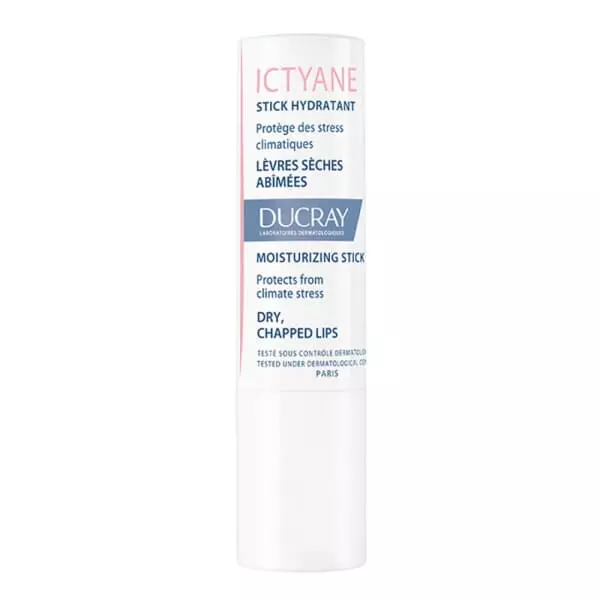 ICTYANE
STICK HYDRATANT
Protège des stress
climatiques
LÈVRES SÈCHES
ABÎMÉES
DUCRAY
LABORATOIRES DERMATOLOGIQUES
MOISTURIZING STICK
Protects from
climate stress
DRY,
CHAPPED LIPS
TESTÉ SOUS CONTRÔLE
TESTED UNDER DERMATOLOGICAL
PARIS